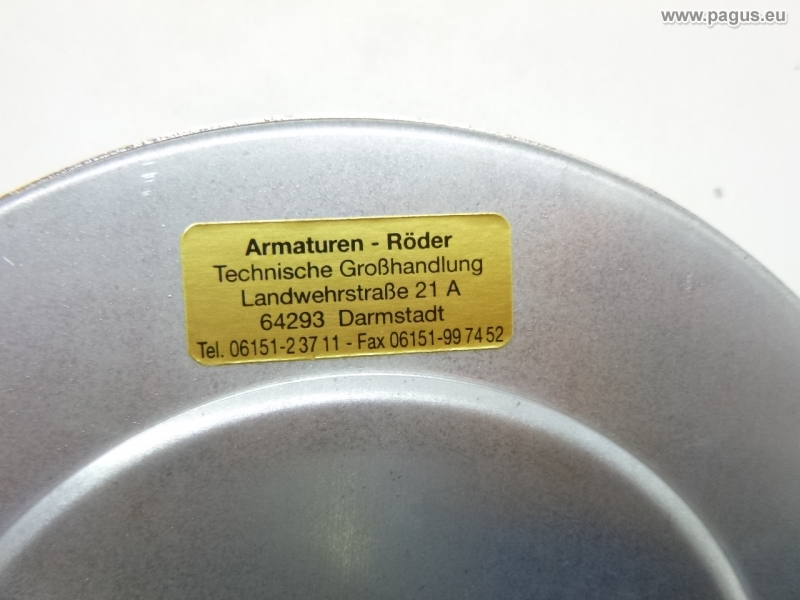 www.pagus.eu
Armaturen - Röder
Technische Großhandlung
Landwehrstraße 21 A
64293 Darmstadt
Tel. 06151-2 37 11 - Fax 06151-99 74 52